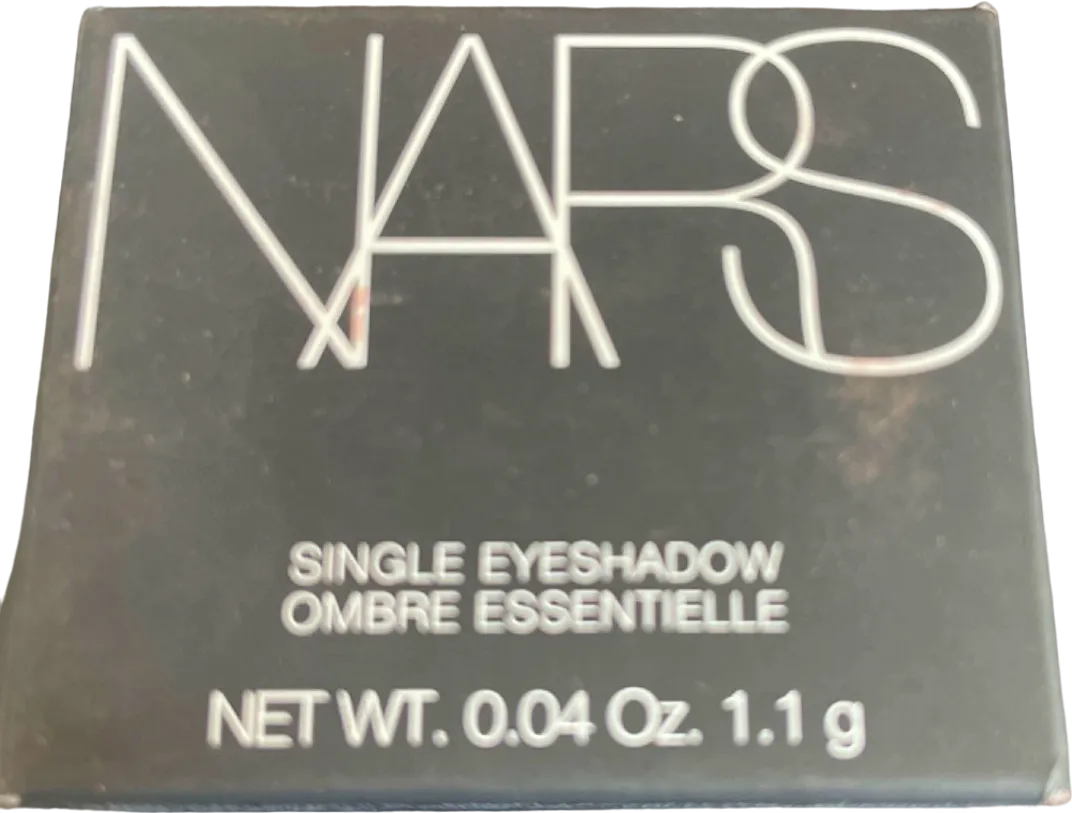 NARS
SINGLE EYESHADOW
OMBRE ESSENTIELLE
NET WT. 0.04 Oz. 1.1 g